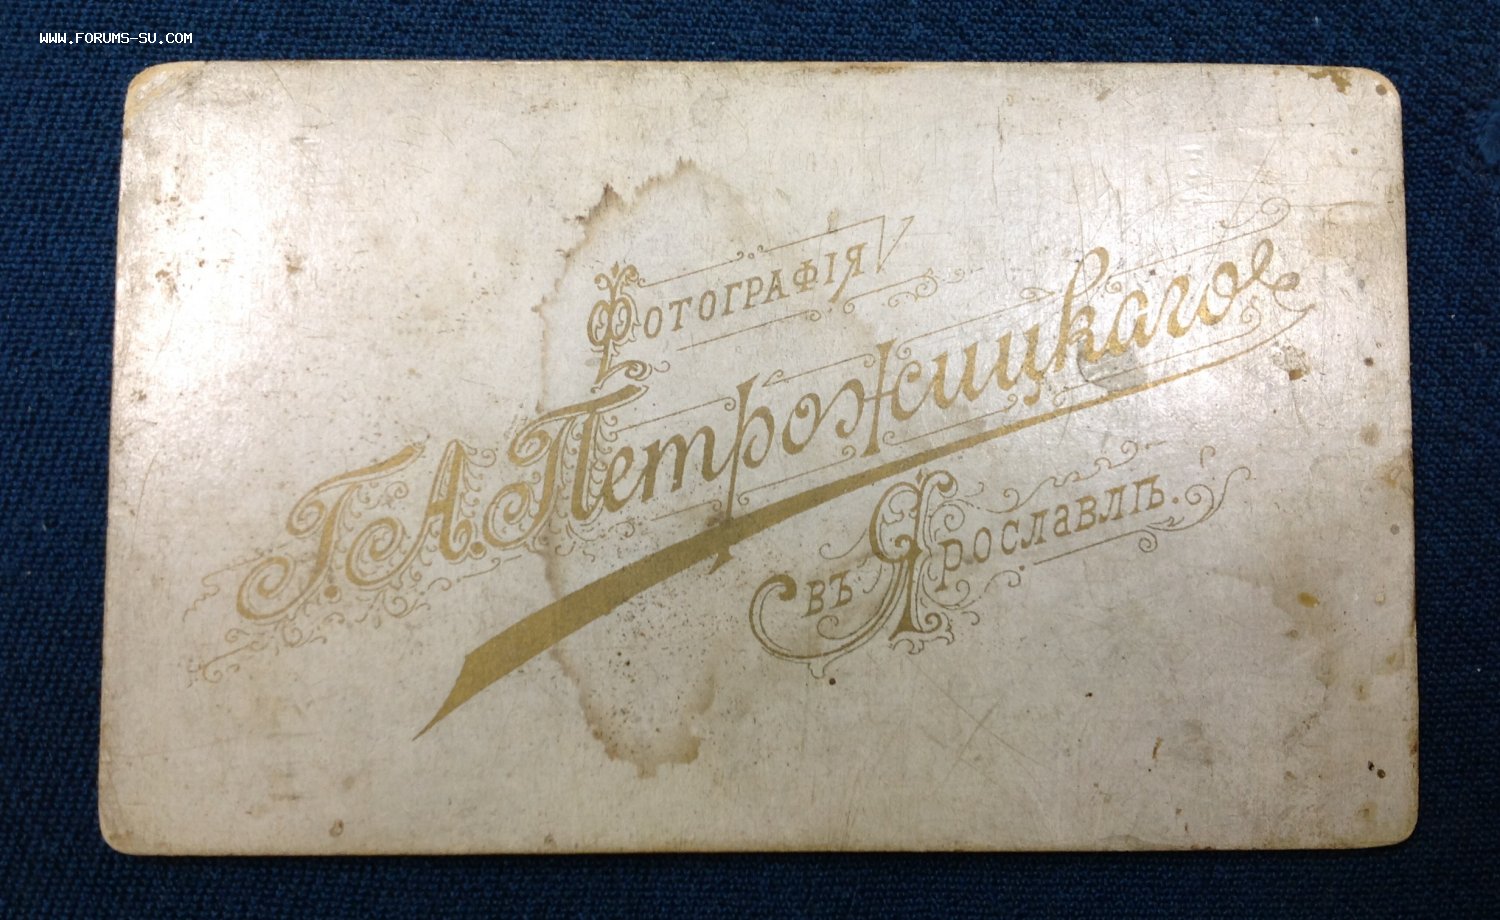 WWW.FORUMS-SU.COM
Фотографія
Г.А.Петрожицкаго
въ Ярославлѣ.